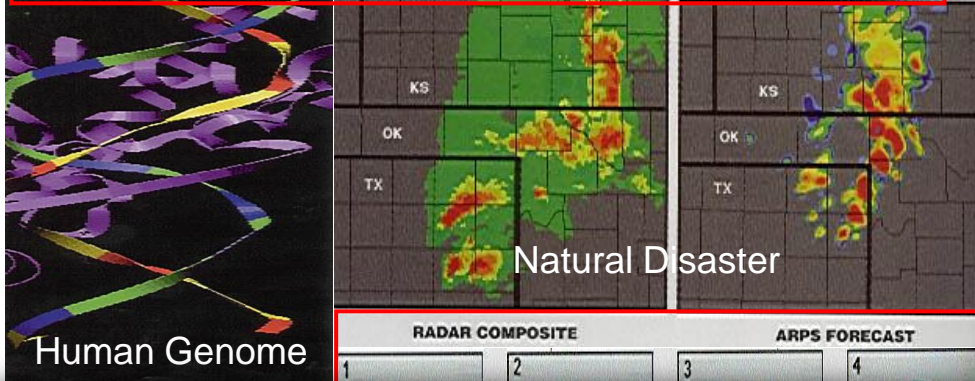 KS
OK
TX
KS
OK
TX
Natural Disaster
Human Genome
RADAR COMPOSITE
ARPS FORECAST
1
2
3
4